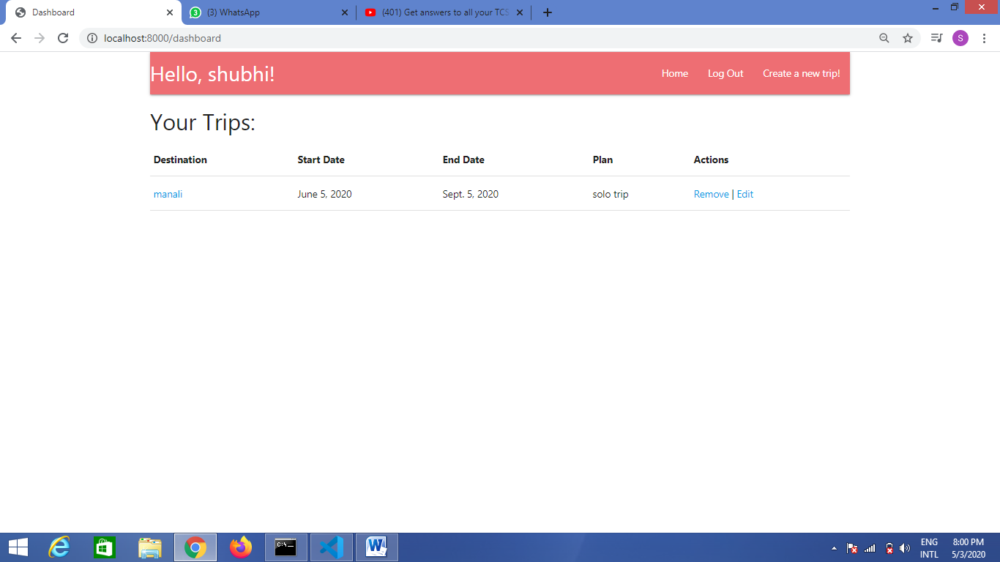 Dashboard
(3) WhatsApp
(401) Get answers to all your TCS
localhost:8000/dashboard
S
Hello, shubhi!
Home
Log Out
Create a new trip!
Your Trips:
Destination Start Date End Date Plan Actions
manali June 5, 2020 Sept. 5, 2020 solo trip Remove | Edit
ENG
INTL
8:00 PM
5/3/2020